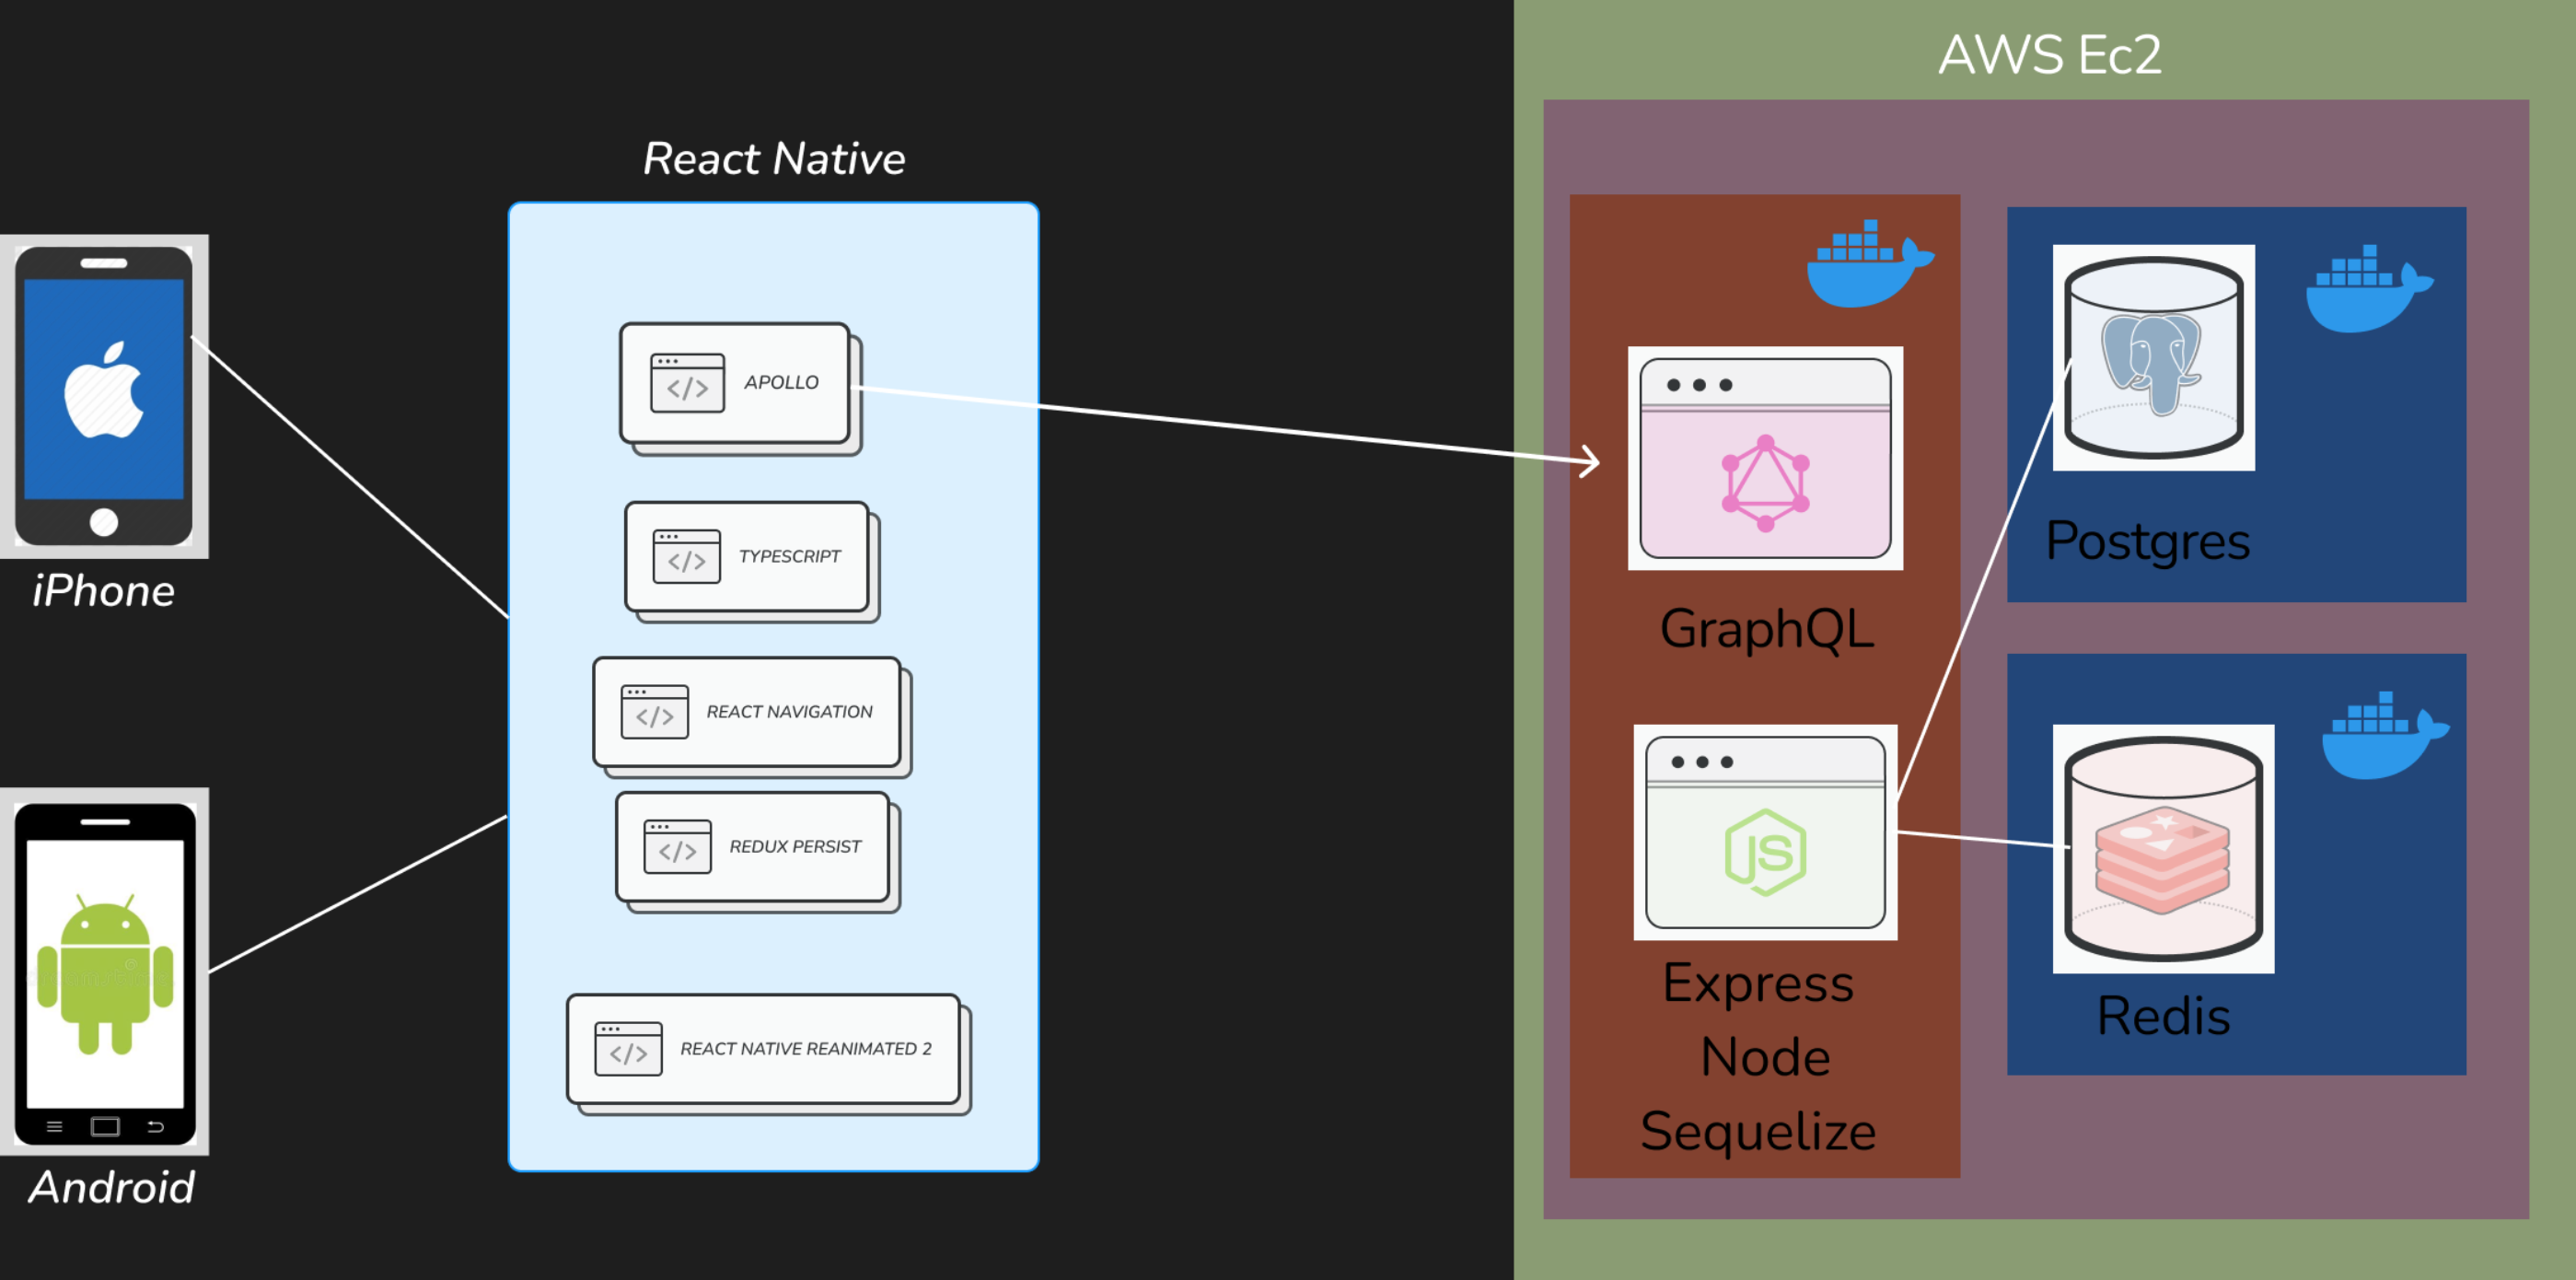 AWS Ec2
React Native
iPhone
Android
APOLLO
TYPESCRIPT
REACT NAVIGATION
REDUX PERSIST
REACT NATIVE REANIMATED 2
GraphQL
JS
Express
Node
Sequelize
Postgres
Redis